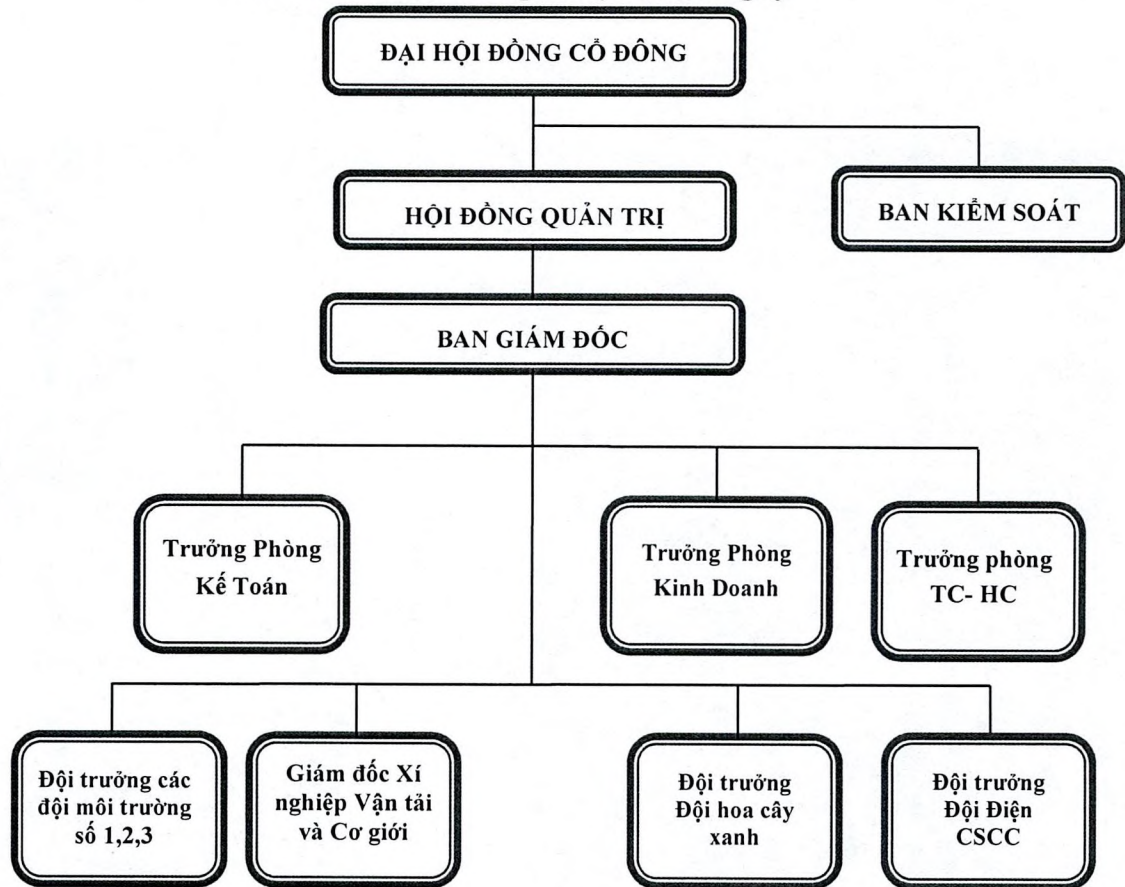 ĐẠI HỘI ĐỒNG CỔ ĐÔNG
HỘI ĐỒNG QUẢN TRỊ
BAN KIỂM SOÁT
BAN GIÁM ĐỐC
Trưởng Phòng
Kế Toán
Trưởng Phòng
Kinh Doanh
Trưởng phòng
TC- HC
Đội trưởng các
đội môi trường
số 1,2,3
Giám đốc Xí
nghiệp Vận tải
và Cơ giới
Đội trưởng
Đội hoa cây
xanh
Đội trưởng
Đội Điện
CSCC